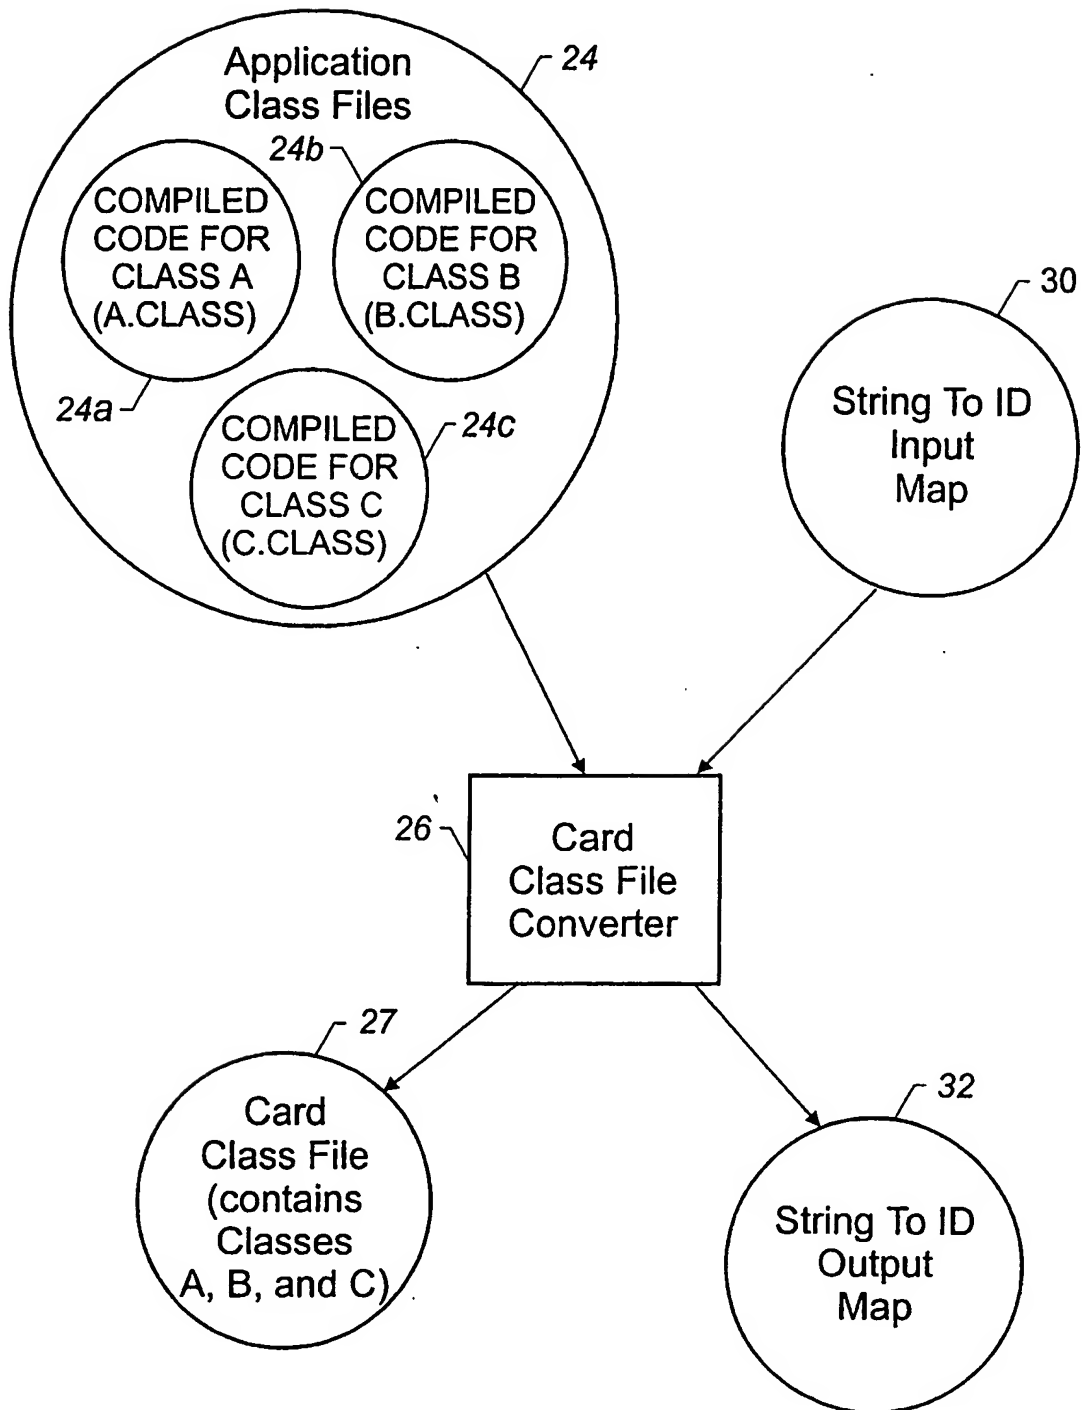 Application
Class Files
24
24b
COMPILED
CODE FOR
CLASS A
(A.CLASS)
COMPILED
CODE FOR
CLASS B
(B.CLASS)
24a
COMPILED
CODE FOR
CLASS C
(C.CLASS)
24c
30
String To ID
Input
Map
26
Card
Class File
Converter
27
Card
Class File
(contains
Classes
A, B, and C)
32
String To ID
Output
Map